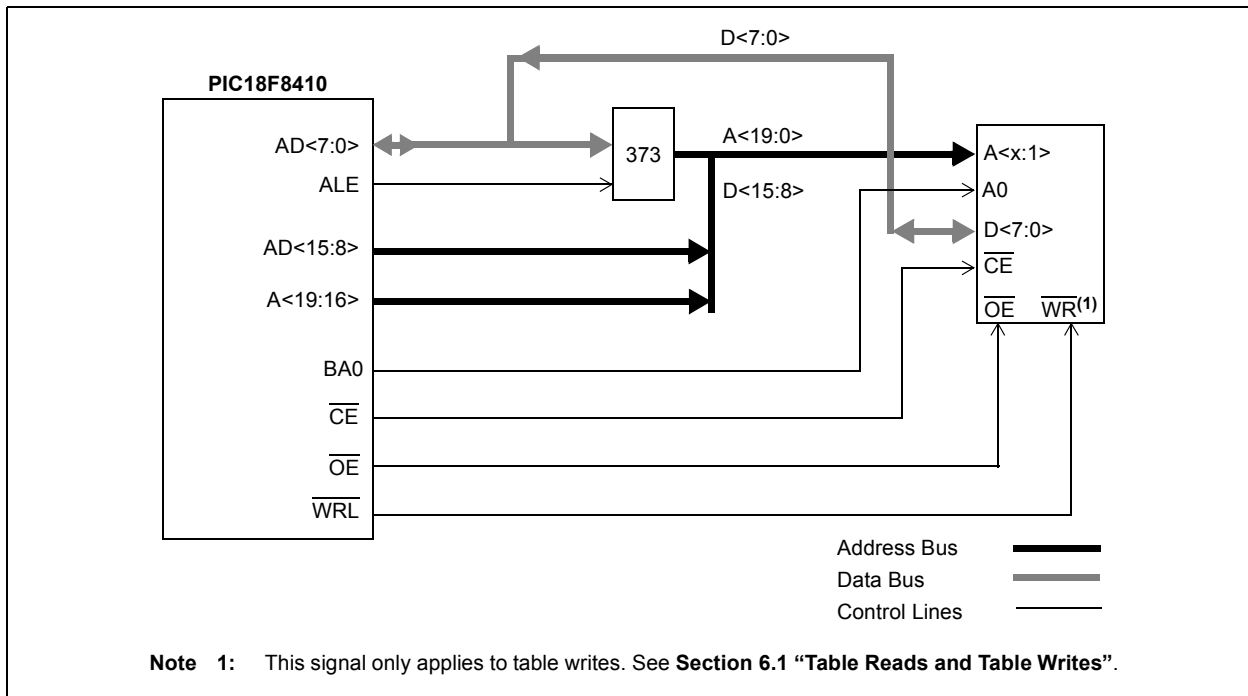 D<7:0>
PIC18F8410
AD<7:0>
373
A<19:0>
A<x:1>
ALE
D<15:8>
A0
AD<15:8>
D<7:0>
CE
A<19:16>
OE WR(1)
BA0
CE
OE
WRL
Address Bus
Data Bus
Control Lines
Note 1: This signal only applies to table writes. See Section 6.1 “Table Reads and Table Writes”.